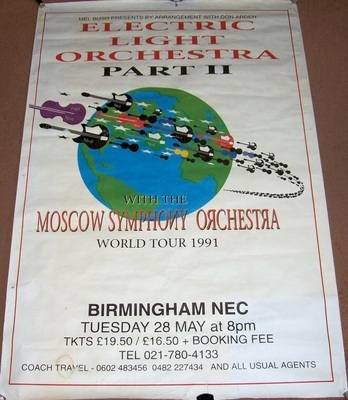 MEL BUSH PRESENTS BY ARRANGEMENT WITH DON ARDEN
ELECTRIC
LIGHT
ORCHESTRA
PART II
WITH THE
MOSCOW SYMPHOИY OЯCHESTЯA
WORLD TOUR 1991
BIRMINGHAM NEC
TUESDAY 28 MAY at 8pm
TKTS £19.50 / £16.50 + BOOKING FEE
TEL 021-780-4133
COACH TRAVEL - 0602 483456 0482 227434 AND ALL USUAL AGENTS